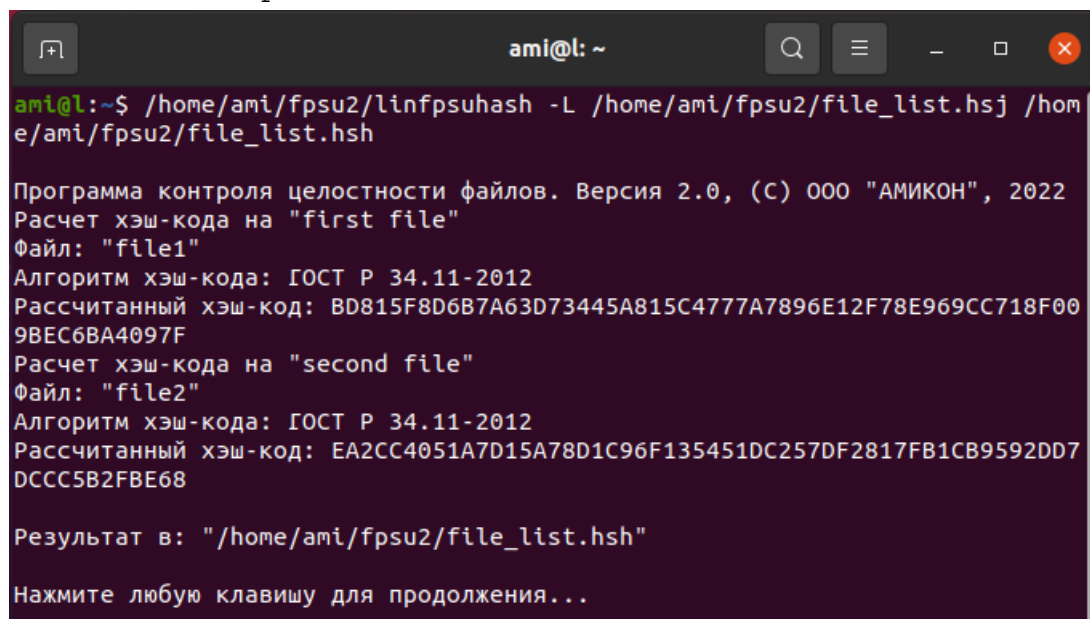 ami@l: ~
ami@l:~$ /home/ami/fpsu2/linfpsuhash -L /home/ami/fpsu2/file_list.hsj /hom
e/ami/fpsu2/file_list.hsh
Программа контроля целостности файлов. Версия 2.0, (C) ООО "АМИКОН", 2022
Расчет хэш-кода на "first file"
Файл: "file1"
Алгоритм хэш-кода: ГОСТ Р 34.11-2012
Рассчитанный хэш-код: BD815F8D6B7A63D73445A815C4777A7896E12F78E969CC718F00
9BEC6BA4097F
Расчет хэш-кода на "second file"
Файл: "file2"
Алгоритм хэш-кода: ГОСТ Р 34.11-2012
Рассчитанный хэш-код: EA2CC4051A7D15A78D1C96F135451DC257DF2817FB1CB9592DD7
DCCC5B2FBE68
Результат в: "/home/ami/fpsu2/file_list.hsh"
Нажмите любую клавишу для продолжения...